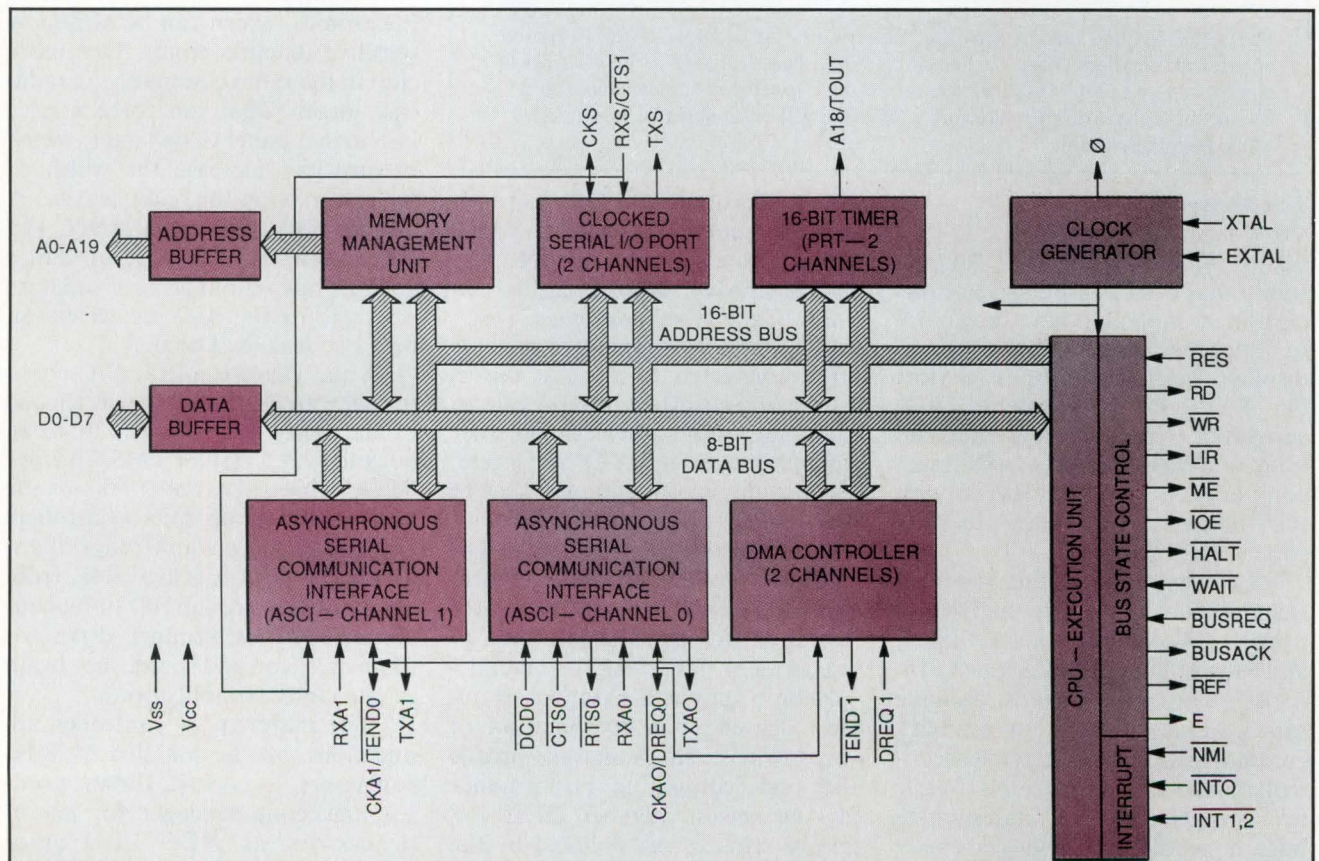 CKS
RXS/CTS1
TXS
A18/TOUT
Ø
A0-A19
ADDRESS
BUFFER
MEMORY
MANAGEMENT
UNIT
CLOCKED
SERIAL I/O PORT
(2 CHANNELS)
16-BIT TIMER
(PRT—2
CHANNELS)
CLOCK
GENERATOR
XTAL
EXTAL
16-BIT
ADDRESS BUS
D0-D7
DATA
BUFFER
8-BIT
DATA BUS
ASYNCHRONOUS
SERIAL
COMMUNICATION
INTERFACE
(ASCI — CHANNEL 1)
ASYNCHRONOUS
SERIAL
COMMUNICATION
INTERFACE
(ASCI — CHANNEL 0)
DMA CONTROLLER
(2 CHANNELS)
CPU — EXECUTION UNIT
BUS STATE CONTROL
INTERRUPT
RES
RD
WR
LIR
ME
IOE
HALT
WAIT
BUSREQ
BUSACK
REF
E
NMI
INTO
INT 1,2
Vss
Vcc
RXA1
CKA1/TEND0
TXA1
DCD0
CTS0
RTS0
RXA0
CKAO/DREQ0
TXAO
TEND 1
DREQ 1